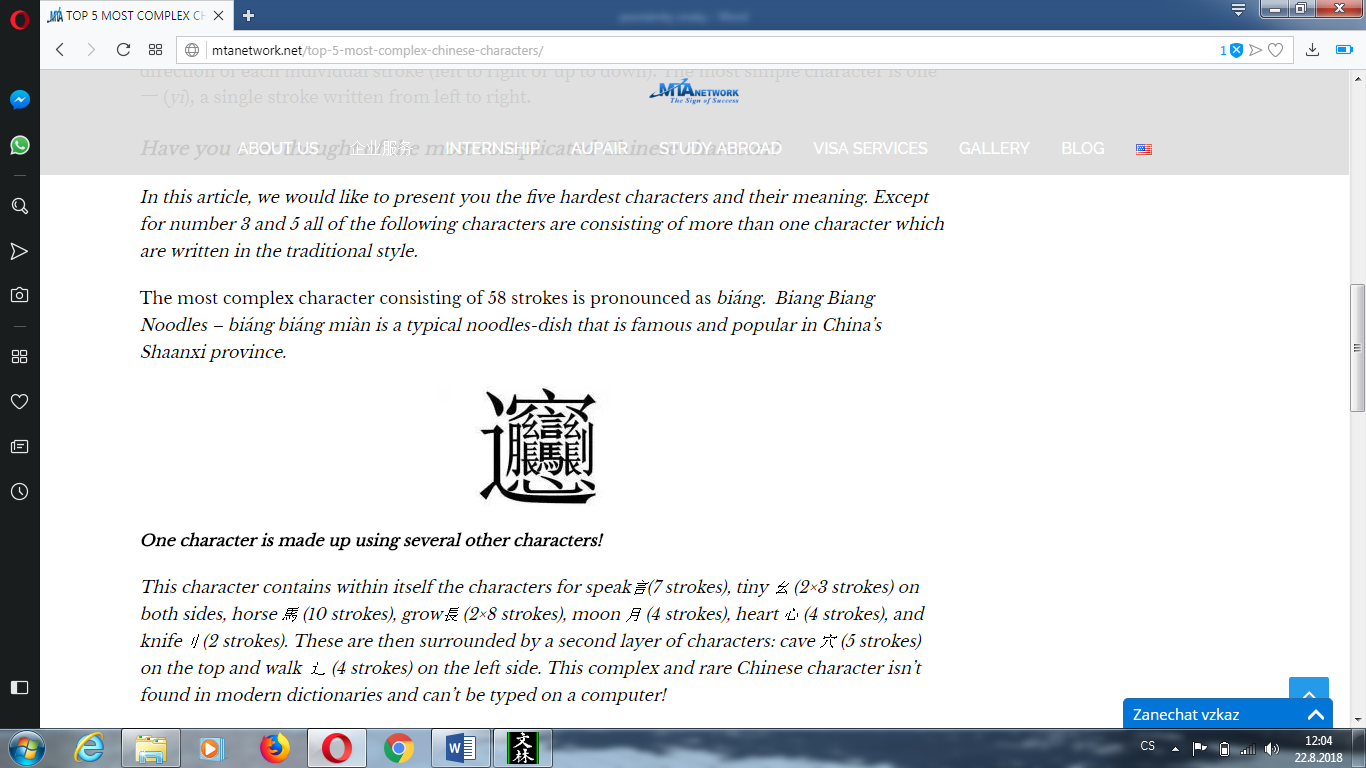 TOP 5 MOST COMPLEX CH
mtanetwork.net/top-5-most-complex-chinese-characters/
1
direction of each individual stroke (left to right or up to down). The most simple character is one
一 (yi), a single stroke written from left to right.
MTA NETWORK
The Sign of Success
ABOUT US 企业服务 INTERNSHIP AUPAIR STUDY ABROAD VISA SERVICES GALLERY BLOG
Have you
In this article, we would like to present you the five hardest characters and their meaning. Except
for number 3 and 5 all of the following characters are consisting of more than one character which
are written in the traditional style.
The most complex character consisting of 58 strokes is pronounced as biáng. Biang Biang
Noodles – biáng biáng miàn is a typical noodles-dish that is famous and popular in China's
Shaanxi province.
𰻞
One character is made up using several other characters!
This character contains within itself the characters for speak 言(7 strokes), tiny 幺 (2×3 strokes) on
both sides, horse 馬 (10 strokes), grow長 (2×8 strokes), moon 月 (4 strokes), heart 心 (4 strokes), and
knife 刂 (2 strokes). These are then surrounded by a second layer of characters: cave 穴 (5 strokes)
on the top and walk 辶 (4 strokes) on the left side. This complex and rare Chinese character isn't
found in modern dictionaries and can't be typed on a computer!
Zanechat vzkaz
文林
CS
12:04
22.8.2018